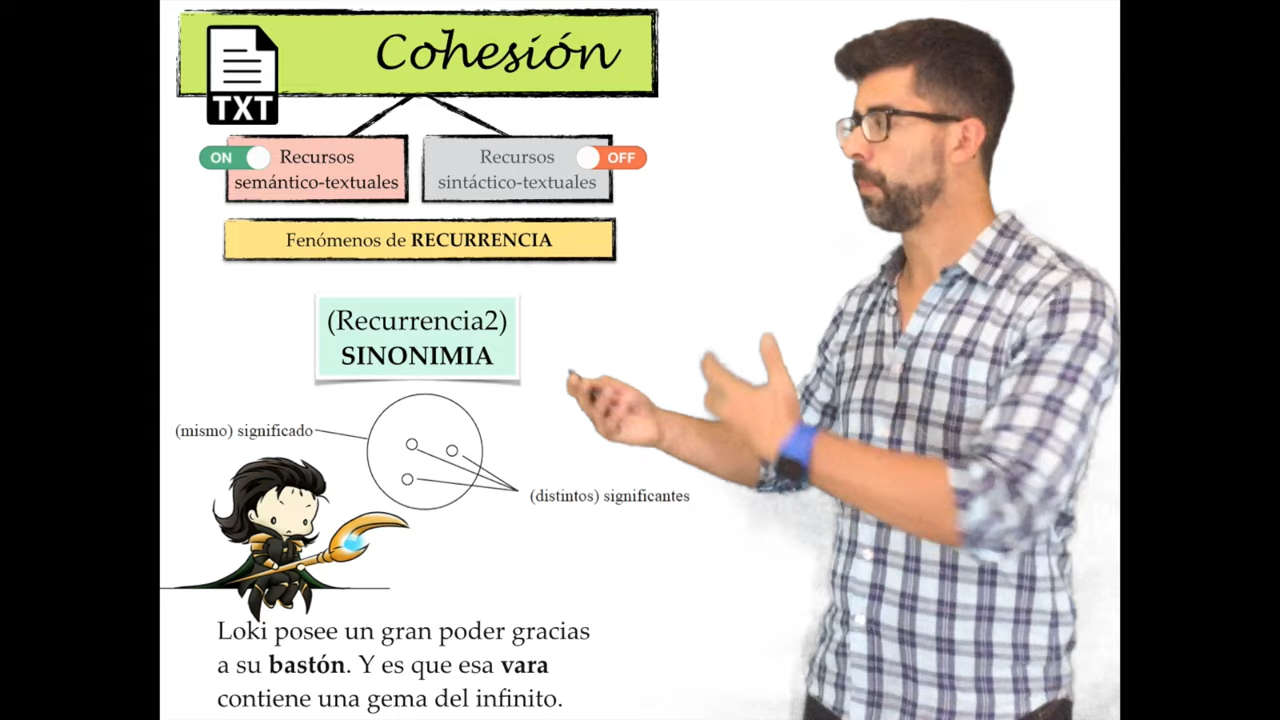 TXT
Cohesión
ON
Recursos
semántico-textuales
Recursos
sintáctico-textuales
OFF
Fenómenos de RECURRENCIA
(Recurrencia2)
SINONIMIA
(mismo) significado
(distintos) significantes
Loki posee un gran poder gracias
a su bastón. Y es que esa vara
contiene una gema del infinito.